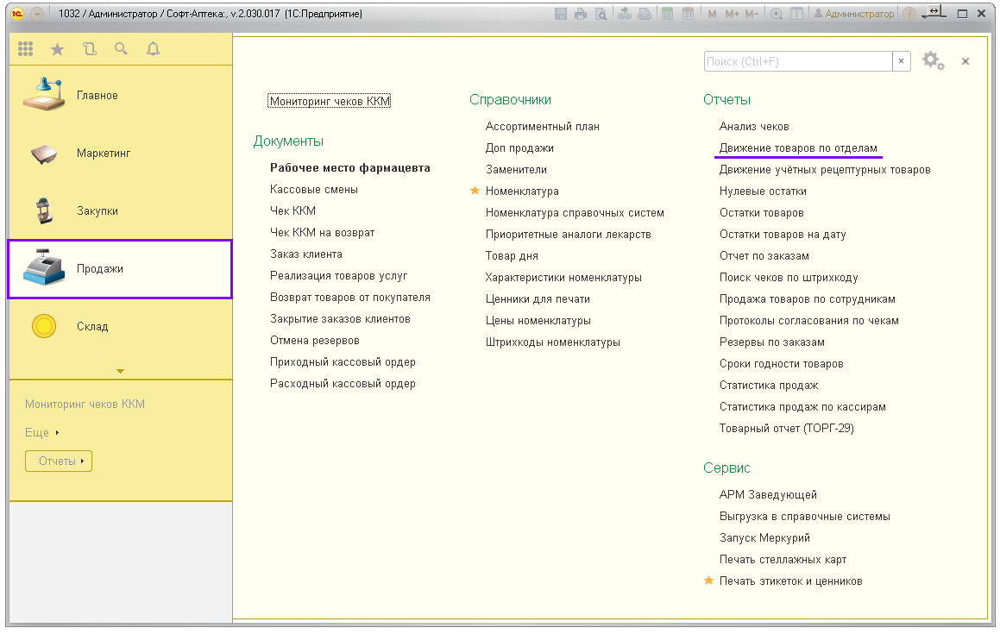 1032 / Администратор / Софт-Аптека:, v.2.030.017 (1С:Предприятие)
M M+ M-
Администратор
Поиск (Ctrl+F)
Главное
Маркетинг
Закупки
Продажи
Склад
Мониторинг чеков ККМ
Еще
Отчеты
Мониторинг чеков ККМ
Документы
Рабочее место фармацевта
Кассовые смены
Чек ККМ
Чек ККМ на возврат
Заказ клиента
Реализация товаров услуг
Возврат товаров от покупателя
Закрытие заказов клиентов
Отмена резервов
Приходный кассовый ордер
Расходный кассовый ордер
Справочники
Ассортиментный план
Доп продажи
Заменители
Номенклатура
Номенклатура справочных систем
Приоритетные аналоги лекарств
Товар дня
Характеристики номенклатуры
Ценники для печати
Цены номенклатуры
Штрихкоды номенклатуры
Отчеты
Анализ чеков
Движение товаров по отделам
Движение учётных рецептурных товаров
Нулевые остатки
Остатки товаров
Остатки товаров на дату
Отчет по заказам
Поиск чеков по штрихкоду
Продажа товаров по сотрудникам
Протоколы согласования по чекам
Резервы по заказам
Сроки годности товаров
Статистика продаж
Статистика продаж по кассирам
Товарный отчет (ТОРГ-29)
Сервис
АРМ Заведующей
Выгрузка в справочные системы
Запуск Меркурий
Печать стеллажных карт
Печать этикеток и ценников